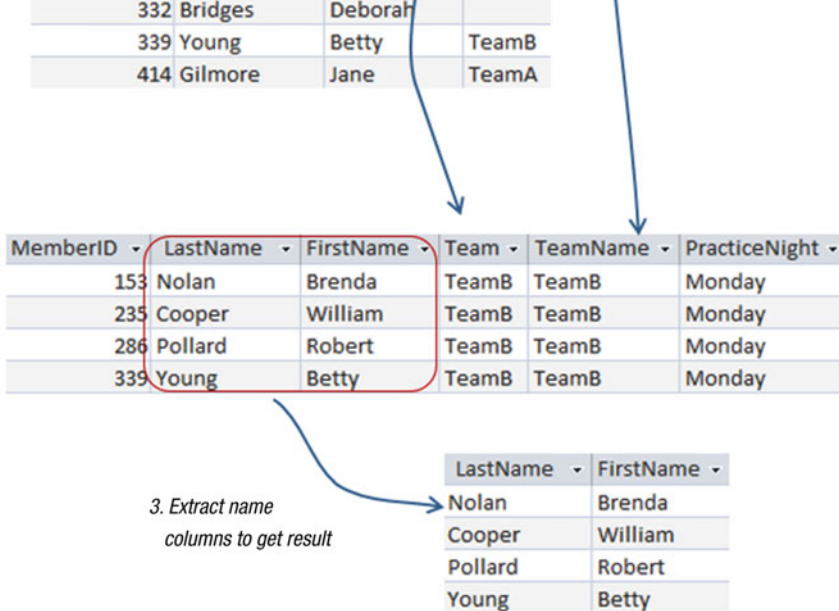 332 Bridges Deborah
339 Young Betty TeamB
414 Gilmore Jane TeamA
MemberID LastName FirstName Team TeamName PracticeNight
153 Nolan Brenda TeamB TeamB Monday
235 Cooper William TeamB TeamB Monday
286 Pollard Robert TeamB TeamB Monday
339 Young Betty TeamB TeamB Monday
3. Extract name
columns to get result
LastName FirstName
Nolan Brenda
Cooper William
Pollard Robert
Young Betty